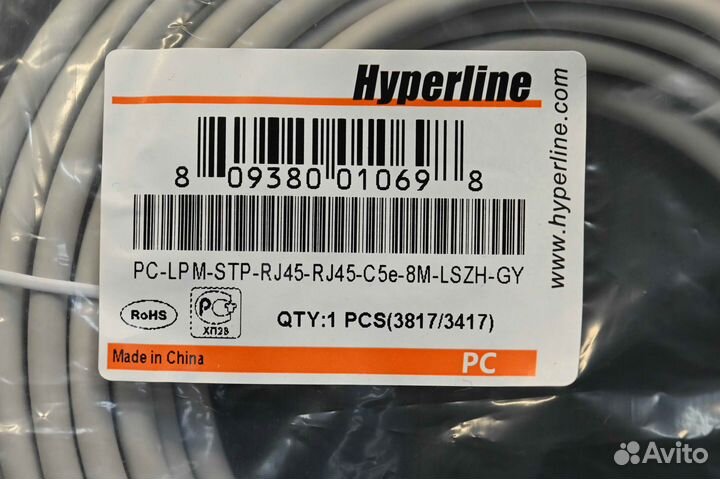 Hyperline
www.hyperline.com
8 09380 01069 8
PC-LPM-STP-RJ45-RJ45-C5e-8M-LSZH-GY
RoHS
РС
ХП28
QTY:1 PCS(3817/3417)
Made in China
PC
Avito